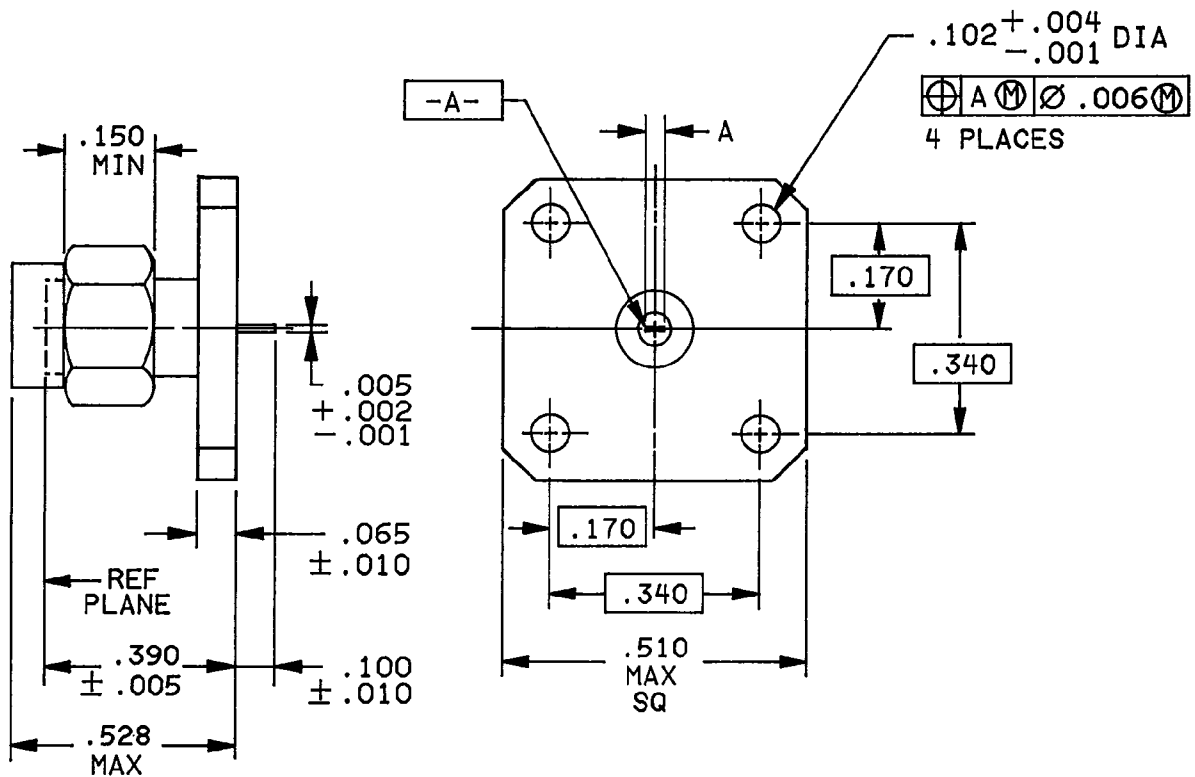 .102 +.004 -.001 DIA
⌖ A Ⓜ ∅ .006 Ⓜ
4 PLACES
-A-
A
.150
MIN
.170
.340
.005
+.002
-.001
.170
.065
±.010
REF
PLANE
.340
.390
±.005
.100
±.010
.510
MAX
SQ
.528
MAX